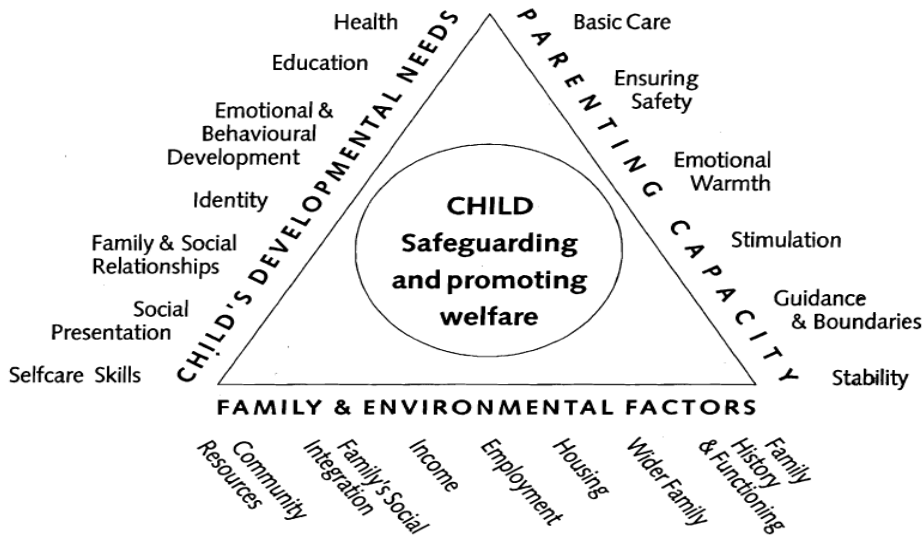 Health
Education
Emotional &
Behavioural
Development
Identity
Family & Social
Relationships
Social
Presentation
Selfcare Skills
CHILD'S DEVELOPMENTAL NEEDS
PARENTING CAPACITY
Basic Care
Ensuring
Safety
Emotional
Warmth
Stimulation
Guidance
& Boundaries
Stability
CHILD
Safeguarding
and promoting
welfare
FAMILY & ENVIRONMENTAL FACTORS
Community
Resources
Family's Social
Integration
Income
Employment
Housing
Wider Family
Family
History
& Functioning